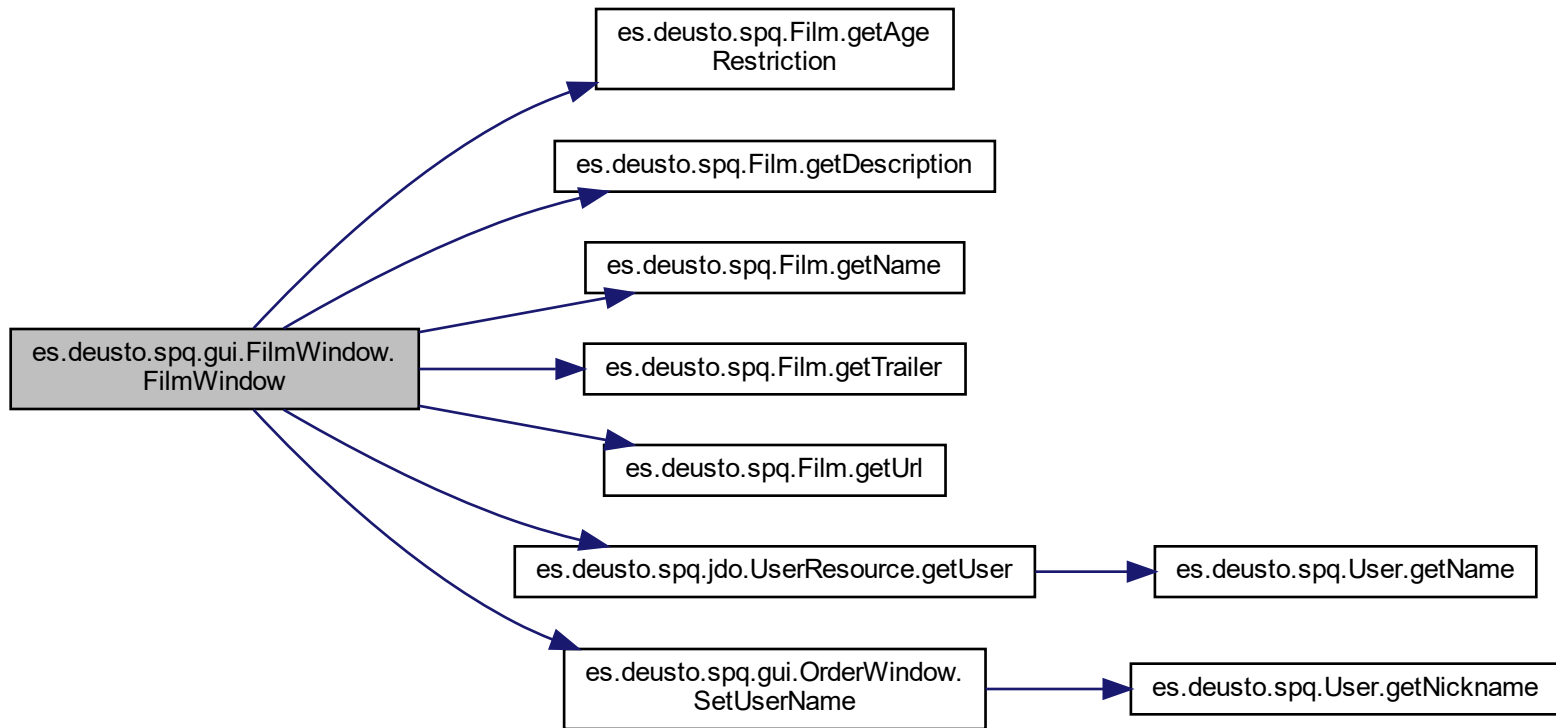 es.deusto.spq.Film.getAge
Restriction
es.deusto.spq.Film.getDescription
es.deusto.spq.Film.getName
es.deusto.spq.gui.FilmWindow.
FilmWindow
es.deusto.spq.Film.getTrailer
es.deusto.spq.Film.getUrl
es.deusto.spq.jdo.UserResource.getUser
es.deusto.spq.User.getName
es.deusto.spq.gui.OrderWindow.
SetUserName
es.deusto.spq.User.getNickname